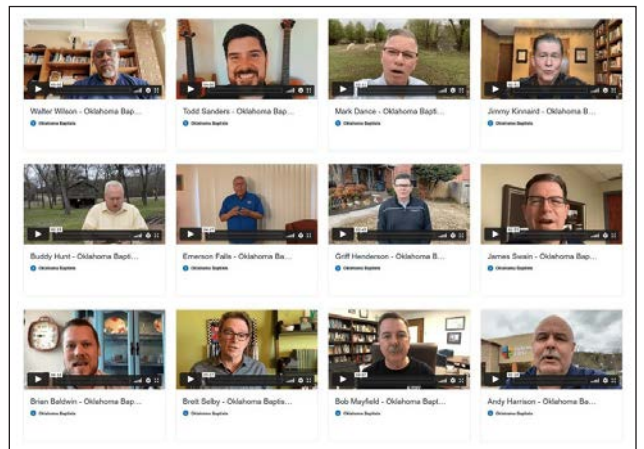 Walter Wilson - Oklahoma Bap...
Oklahoma Baptists
Todd Sanders - Oklahoma Bap...
Oklahoma Baptists
Mark Dance - Oklahoma Bapti...
Oklahoma Baptists
Jimmy Kinnaird - Oklahoma B...
Oklahoma Baptists
Buddy Hunt - Oklahoma Bapti...
Oklahoma Baptists
Emerson Falls - Oklahoma Ba...
Oklahoma Baptists
Griff Henderson - Oklahoma B...
Oklahoma Baptists
James Swain - Oklahoma Bap...
Oklahoma Baptists
Brian Baldwin - Oklahoma Bap...
Oklahoma Baptists
Brett Selby - Oklahoma Baptis...
Oklahoma Baptists
Bob Mayfield - Oklahoma Bapt...
Oklahoma Baptists
Andy Harrison - Oklahoma Ba...
Oklahoma Baptists